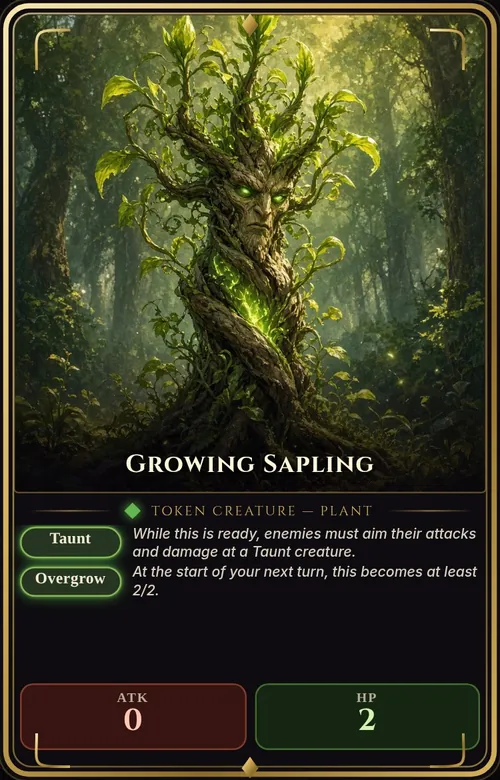 Growing Sapling
TOKEN CREATURE — PLANT
Taunt
While this is ready, enemies must aim their attacks
and damage at a Taunt creature.
Overgrow
At the start of your next turn, this becomes at least
2/2.
ATK
0
HP
2